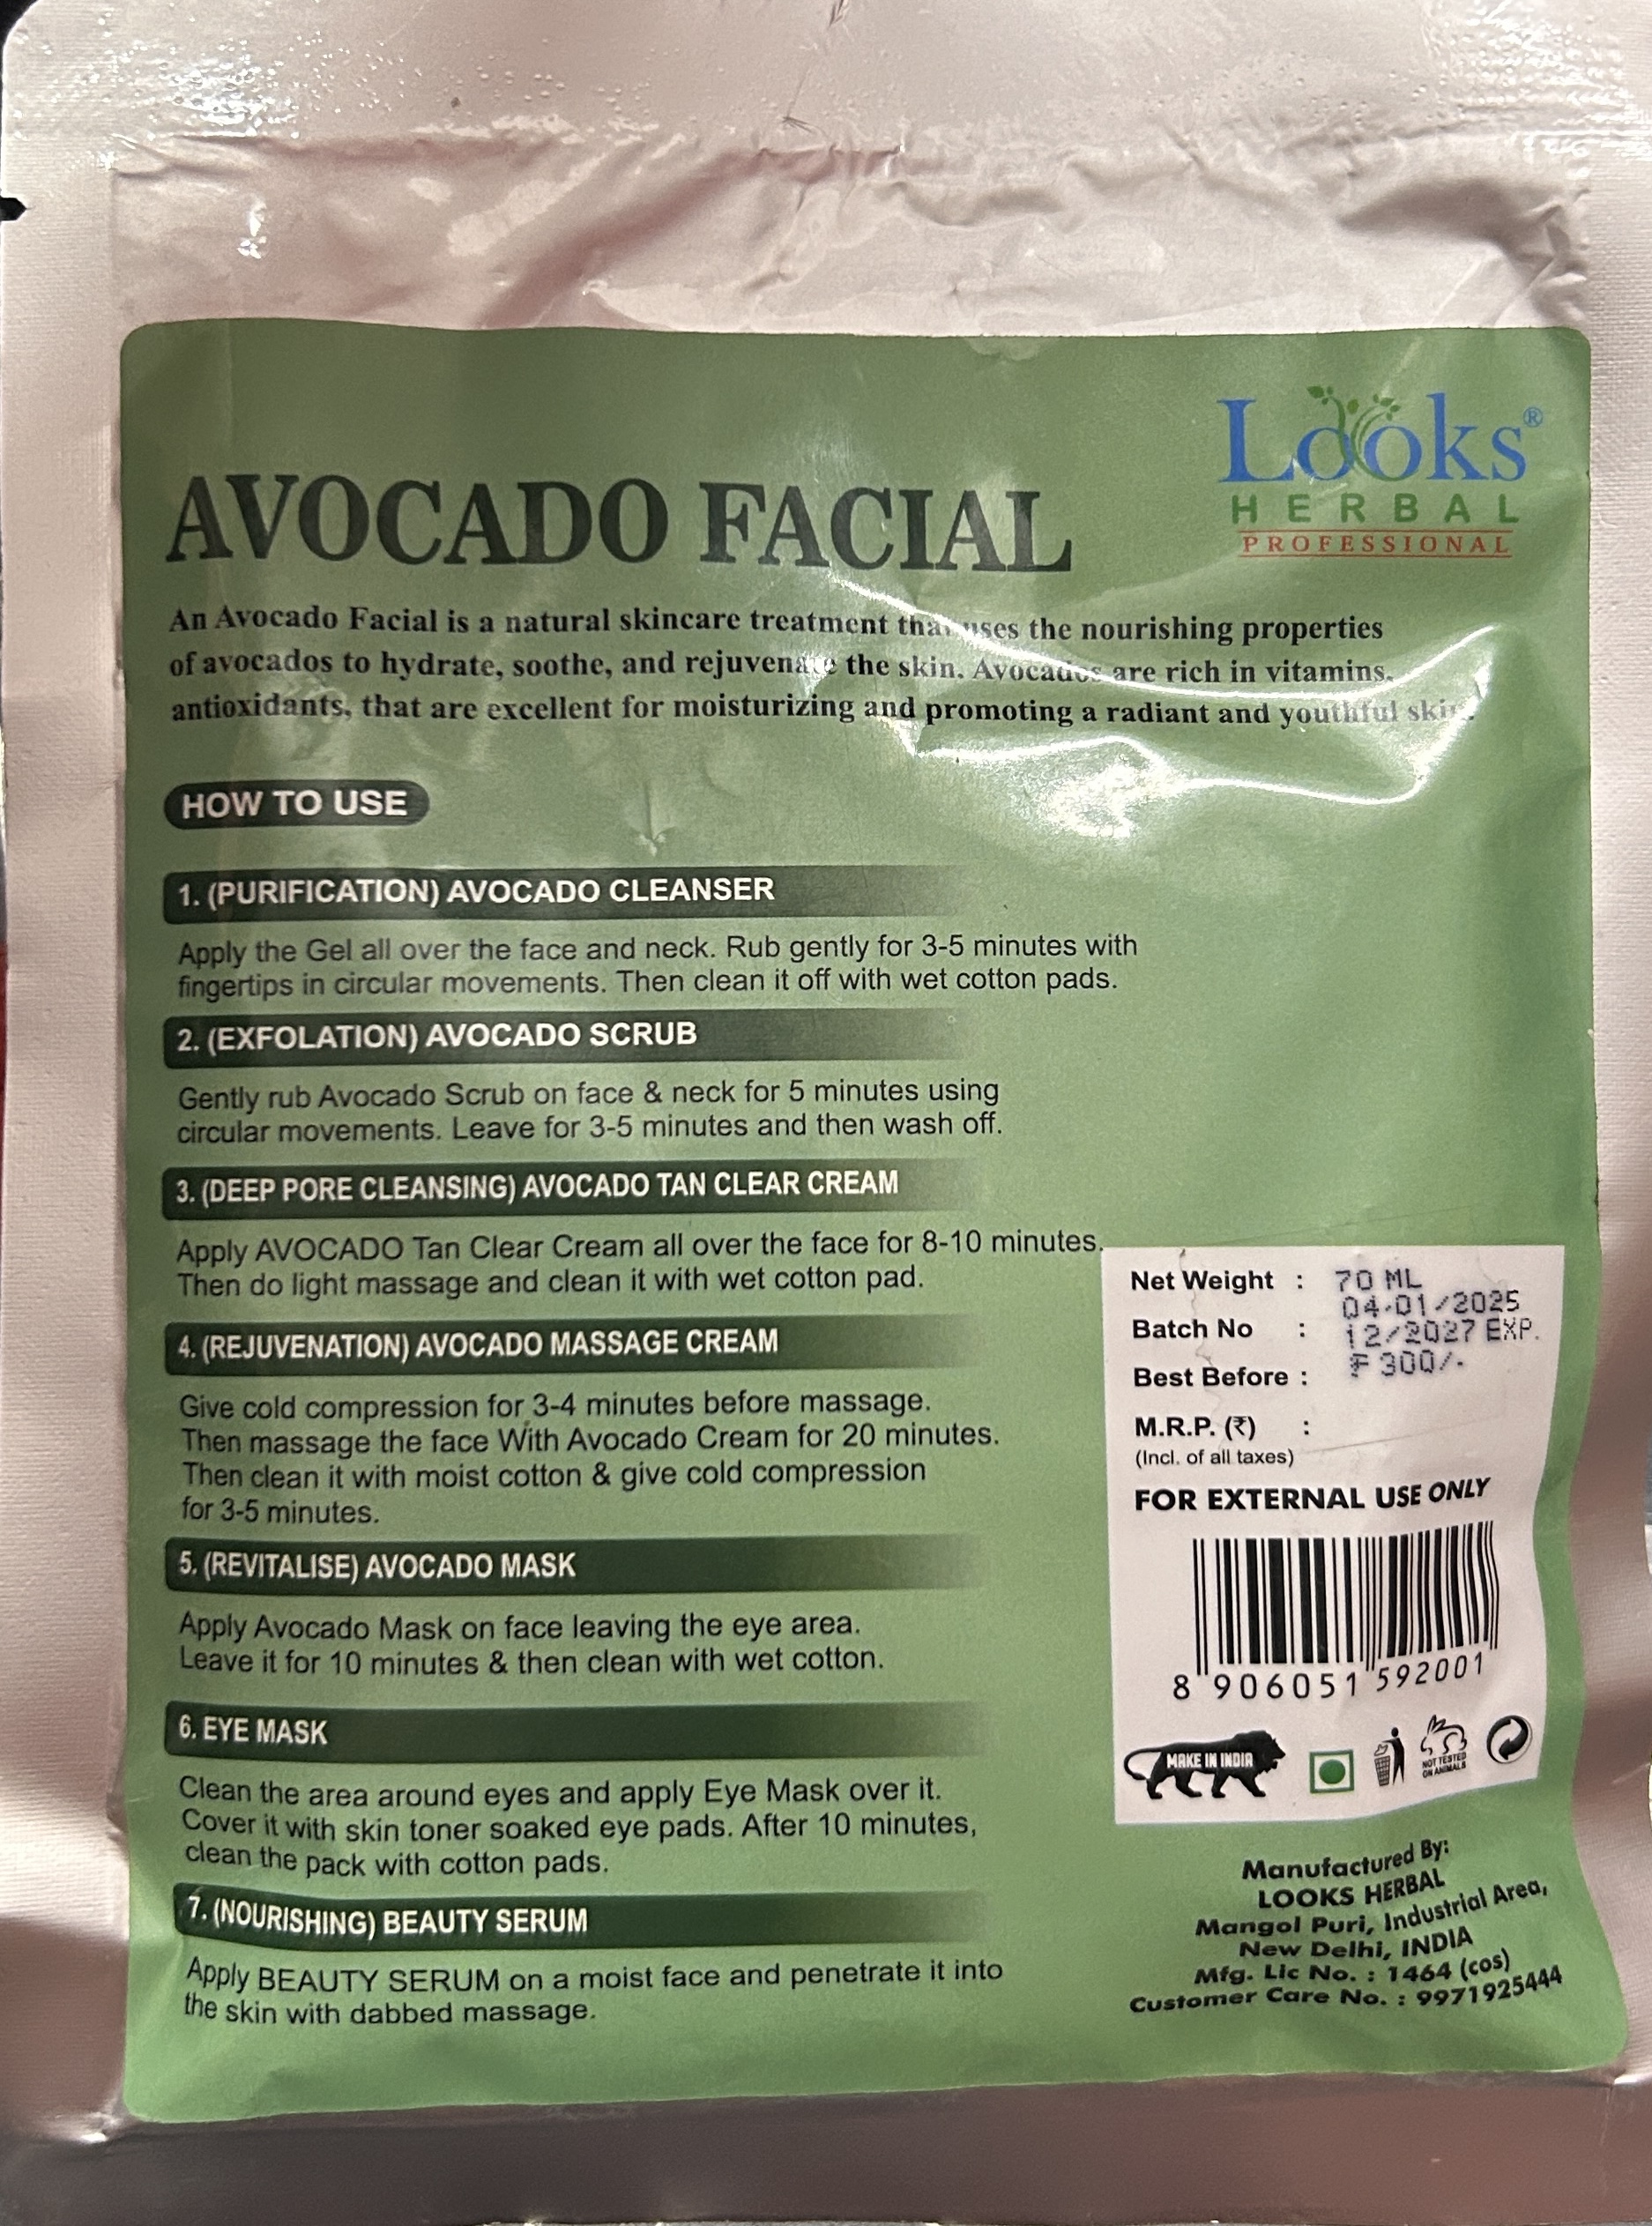 Looks®
HERBAL
PROFESSIONAL
AVOCADO FACIAL
An Avocado Facial is a natural skincare treatment that uses the nourishing properties
of avocados to hydrate, soothe, and rejuvenate the skin. Avocados are rich in vitamins,
antioxidants, that are excellent for moisturizing and promoting a radiant and youthful skin.
HOW TO USE
1. (PURIFICATION) AVOCADO CLEANSER
Apply the Gel all over the face and neck. Rub gently for 3-5 minutes with
fingertips in circular movements. Then clean it off with wet cotton pads.
2. (EXFOLATION) AVOCADO SCRUB
Gently rub Avocado Scrub on face & neck for 5 minutes using
circular movements. Leave for 3-5 minutes and then wash off.
3. (DEEP PORE CLEANSING) AVOCADO TAN CLEAR CREAM
Apply AVOCADO Tan Clear Cream all over the face for 8-10 minutes.
Then do light massage and clean it with wet cotton pad.
4. (REJUVENATION) AVOCADO MASSAGE CREAM
Give cold compression for 3-4 minutes before massage.
Then massage the face With Avocado Cream for 20 minutes.
Then clean it with moist cotton & give cold compression
for 3-5 minutes.
5. (REVITALISE) AVOCADO MASK
Apply Avocado Mask on face leaving the eye area.
Leave it for 10 minutes & then clean with wet cotton.
6. EYE MASK
Clean the area around eyes and apply Eye Mask over it.
Cover it with skin toner soaked eye pads. After 10 minutes,
clean the pack with cotton pads.
7. (NOURISHING) BEAUTY SERUM
Apply BEAUTY SERUM on a moist face and penetrate it into
the skin with dabbed massage.
Net Weight : 70 ML
04-01/2025
Batch No :
12/2027 EXP.
Best Before :
₹ 300/-
M.R.P. (₹) :
(Incl. of all taxes)
FOR EXTERNAL USE ONLY
8 906051 592001
MAKE IN INDIA
NOT TESTED
ON ANIMALS
Manufactured By:
LOOKS HERBAL
Mangol Puri, Industrial Area,
New Delhi, INDIA
Mfg. Lic No. : 1464 (cos)
Customer Care No. : 9971925444